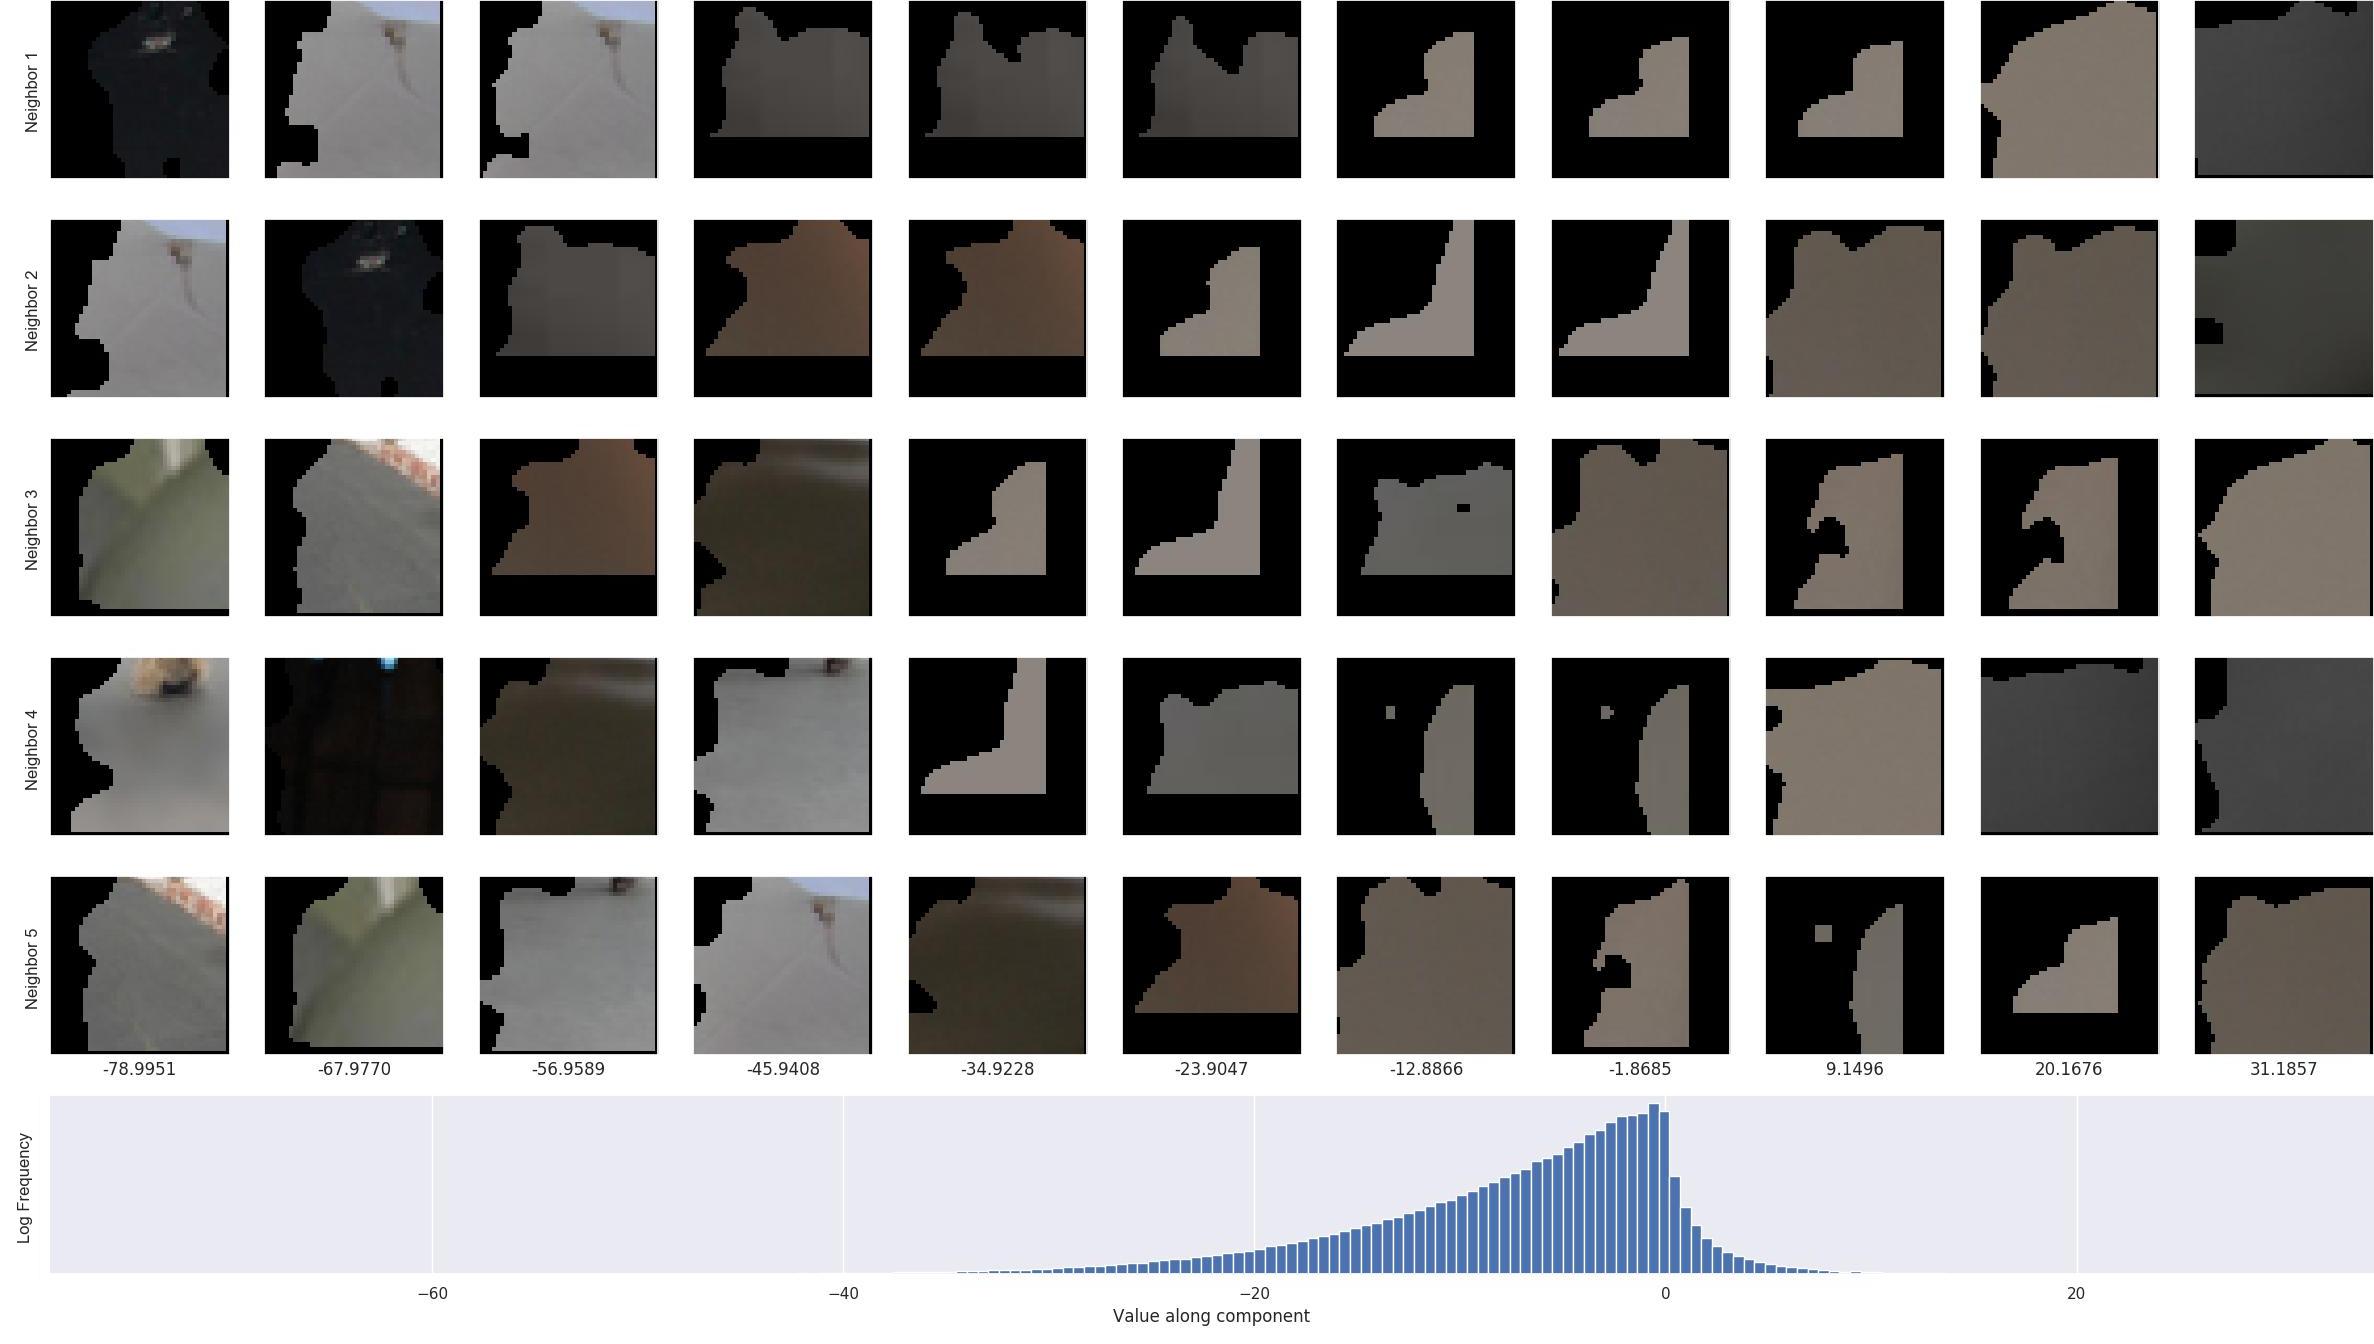 Neighbor 1
Neighbor 2
Neighbor 3
Neighbor 4
Neighbor 5
-78.9951 -67.9770 -56.9589 -45.9408 -34.9228 -23.9047 -12.8866 -1.8685 9.1496 20.1676 31.1857
Log Frequency
−60 −40 −20 0 20
Value along component